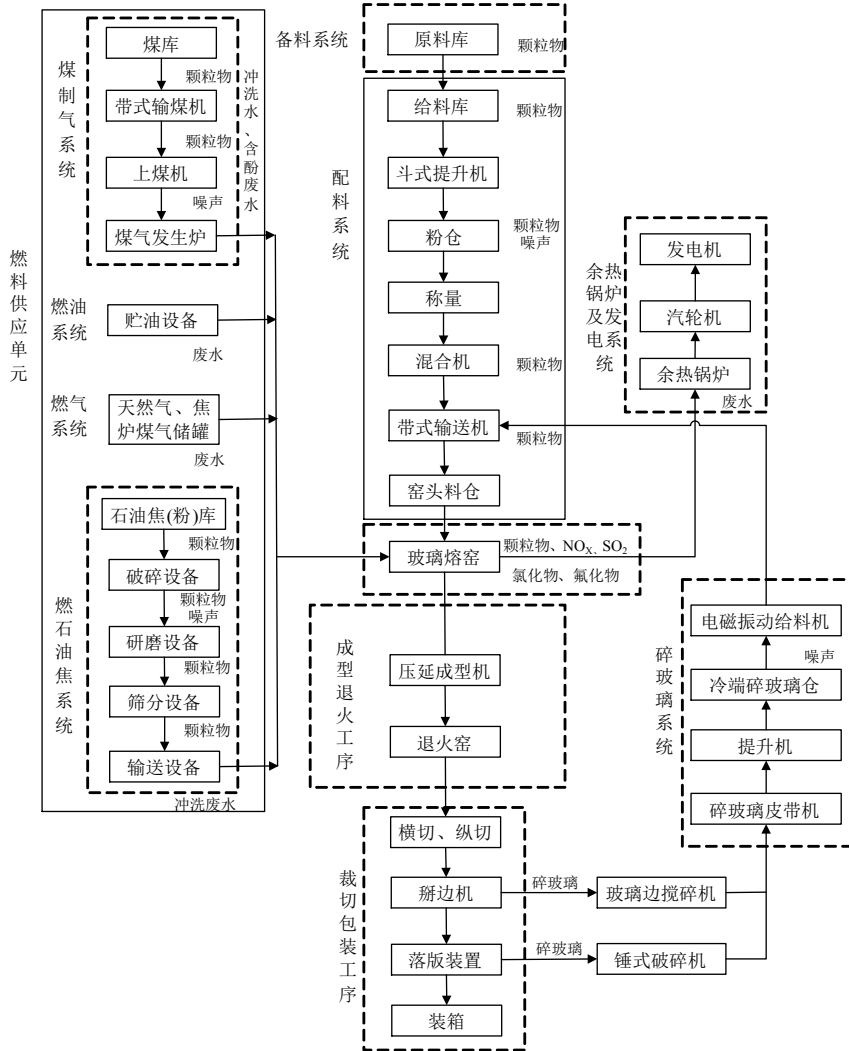 燃料供应单元
煤制气系统
煤库
颗粒物
带式输煤机
颗粒物
上煤机
噪声
煤气发生炉
冲洗水、含酚废水
燃油
系统
贮油设备
废水
燃气
系统
天然气、焦
炉煤气储罐
废水
燃石油焦系统
石油焦(粉)库
颗粒物
破碎设备
颗粒物
噪声
研磨设备
颗粒物
筛分设备
颗粒物
输送设备
冲洗废水
备料系统
原料库
颗粒物
配料系统
给料库
颗粒物
斗式提升机
粉仓
颗粒物
噪声
称量
混合机
颗粒物
带式输送机
颗粒物
窑头料仓
玻璃熔窑
颗粒物、NOX、SO2
氯化物、氟化物
成型退火工序
压延成型机
退火窑
裁切包装工序
横切、纵切
掰边机
碎玻璃
玻璃边搅碎机
落版装置
碎玻璃
锤式破碎机
装箱
余热
锅炉
及发
电系
统
发电机
汽轮机
余热锅炉
废水
碎玻璃系统
电磁振动给料机
噪声
冷端碎玻璃仓
提升机
碎玻璃皮带机